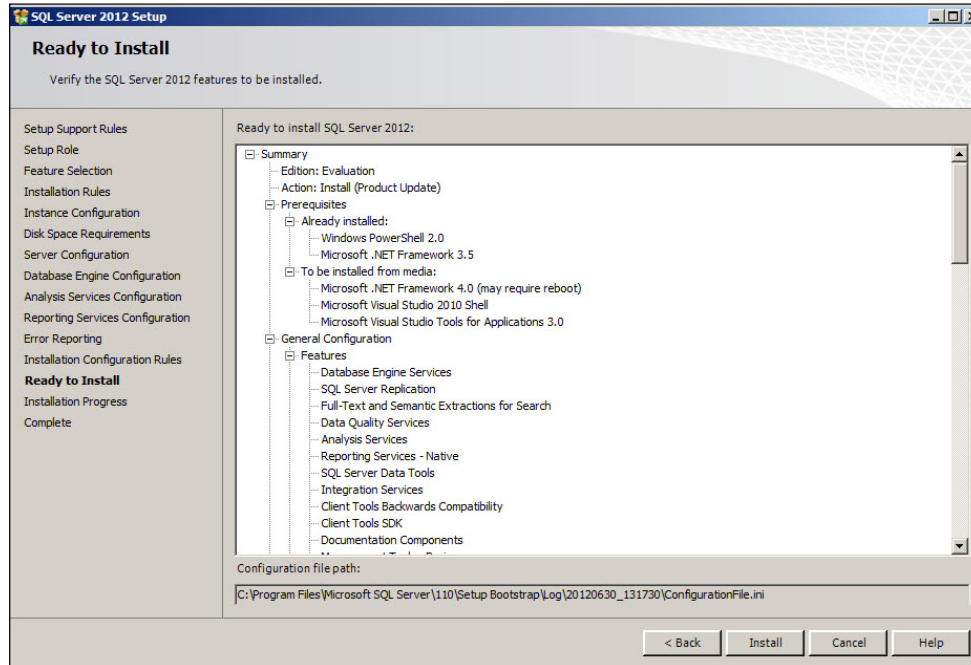 SQL Server 2012 Setup
Ready to Install
Verify the SQL Server 2012 features to be installed.
Setup Support Rules
Setup Role
Feature Selection
Installation Rules
Instance Configuration
Disk Space Requirements
Server Configuration
Database Engine Configuration
Analysis Services Configuration
Reporting Services Configuration
Error Reporting
Installation Configuration Rules
Ready to Install
Installation Progress
Complete
Ready to install SQL Server 2012:
Summary
Edition: Evaluation
Action: Install (Product Update)
Prerequisites
Already installed:
Windows PowerShell 2.0
Microsoft .NET Framework 3.5
To be installed from media:
Microsoft .NET Framework 4.0 (may require reboot)
Microsoft Visual Studio 2010 Shell
Microsoft Visual Studio Tools for Applications 3.0
General Configuration
Features
Database Engine Services
SQL Server Replication
Full-Text and Semantic Extractions for Search
Data Quality Services
Analysis Services
Reporting Services - Native
SQL Server Data Tools
Integration Services
Client Tools Backwards Compatibility
Client Tools SDK
Documentation Components
Configuration file path:
C:\Program Files\Microsoft SQL Server\110\Setup Bootstrap\Log\20120630_131730\ConfigurationFile.ini
< Back
Install
Cancel
Help